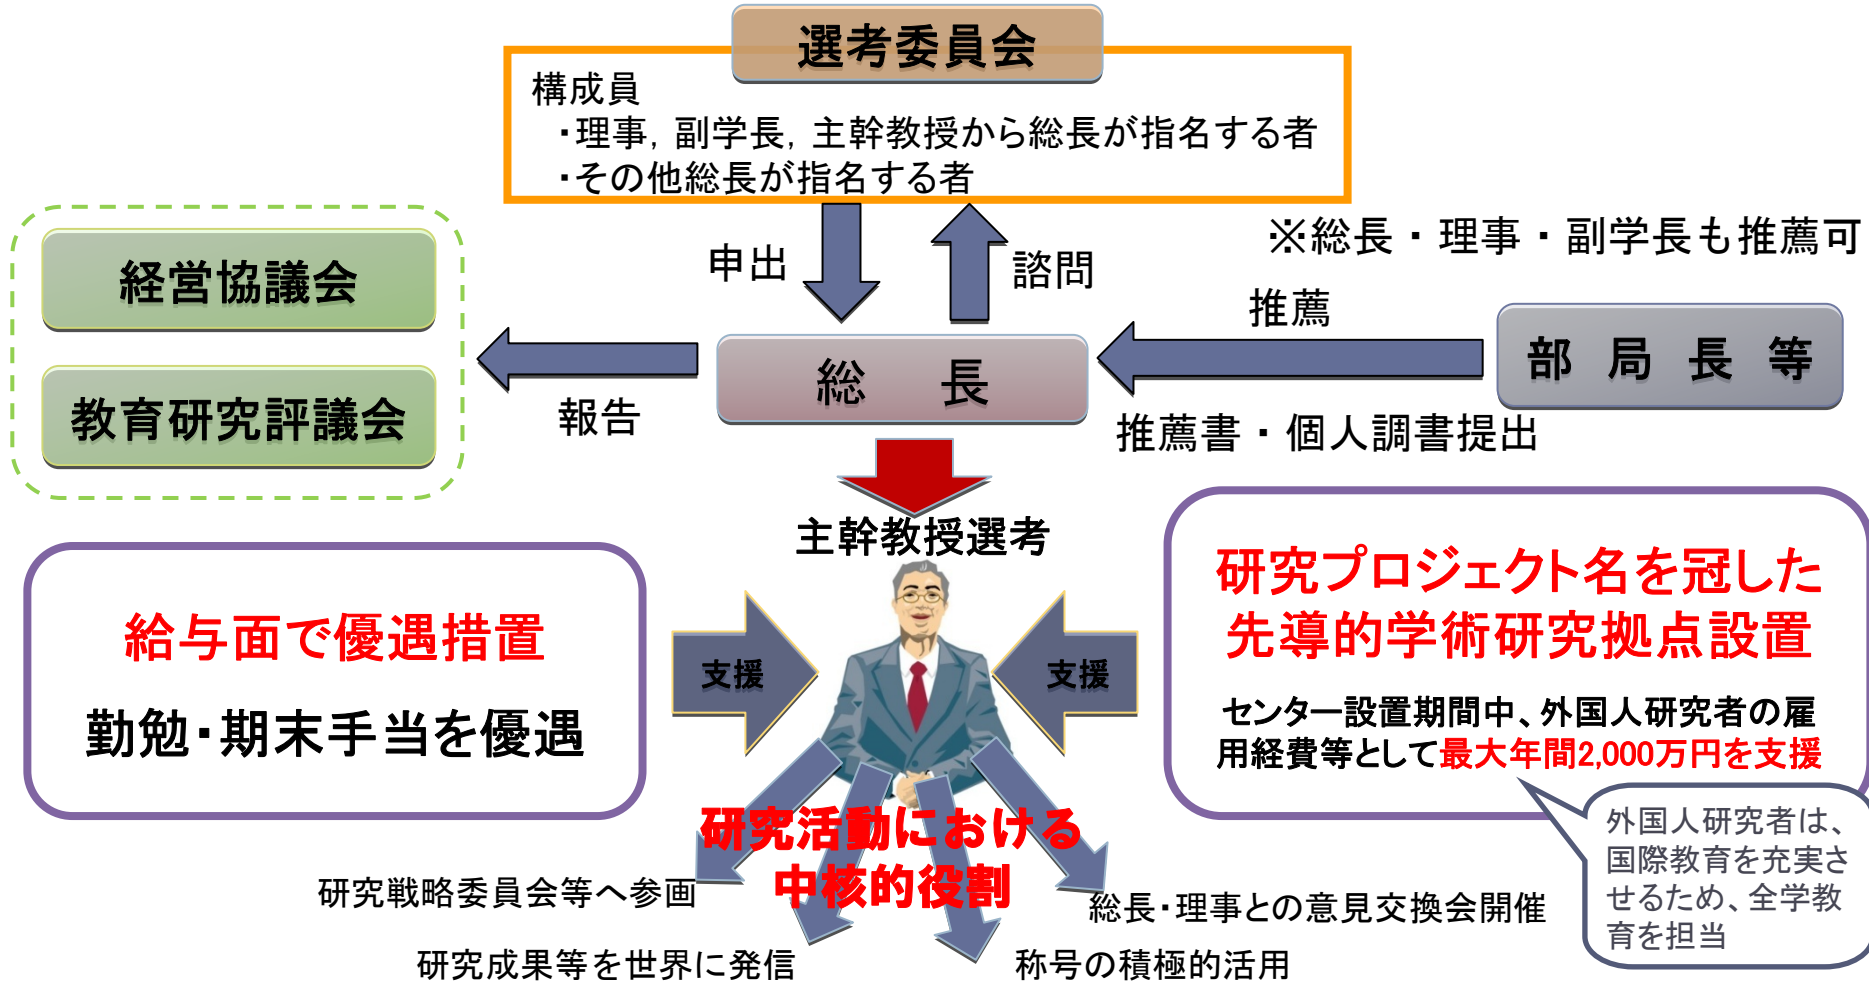 選考委員会
構成員
・理事，副学長，主幹教授から総長が指名する者
・その他総長が指名する者
※総長・理事・副学長も推薦可
申出
諮問
推薦
経営協議会
教育研究評議会
報告
総　長
部 局 長 等
推薦書・個人調書提出
主幹教授選考
給与面で優遇措置
勤勉・期末手当を優遇
支援
支援
研究プロジェクト名を冠した
先導的学術研究拠点設置
センター設置期間中、外国人研究者の雇
用経費等として最大年間2,000万円を支援
外国人研究者は、
国際教育を充実さ
せるため、全学教
育を担当
研究活動における
中核的役割
研究戦略委員会等へ参画
研究成果等を世界に発信
称号の積極的活用
総長・理事との意見交換会開催